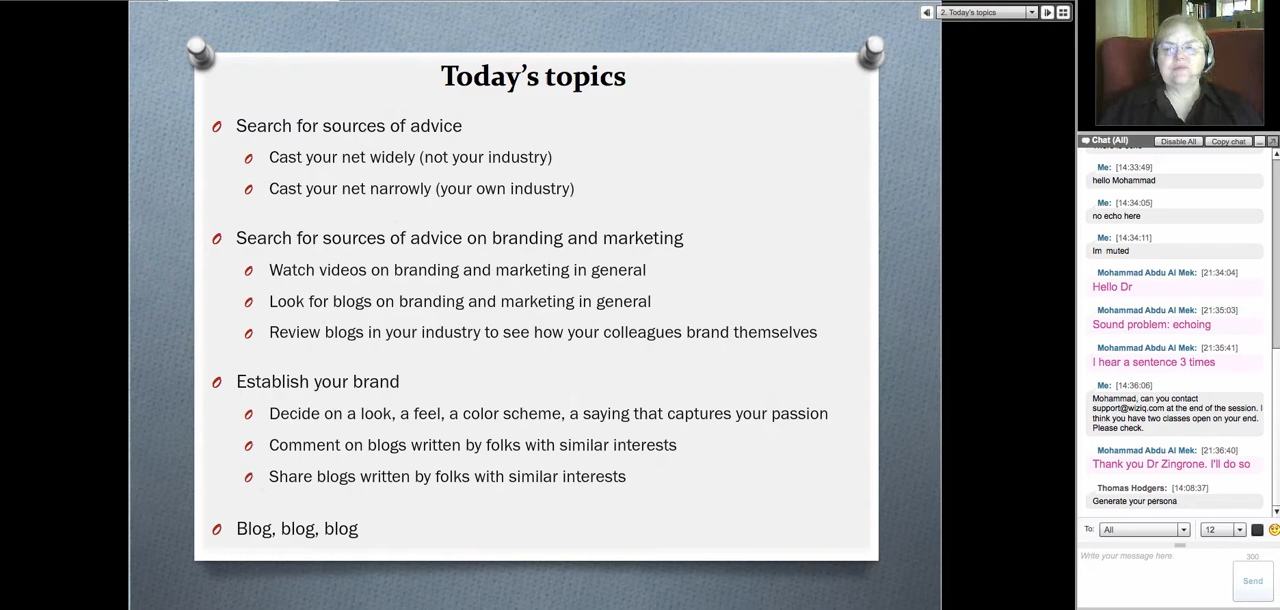 2. Today's topics
Today's topics
Search for sources of advice
Cast your net widely (not your industry)
Cast your net narrowly (your own industry)
Search for sources of advice on branding and marketing
Watch videos on branding and marketing in general
Look for blogs on branding and marketing in general
Review blogs in your industry to see how your colleagues brand themselves
Establish your brand
Decide on a look, a feel, a color scheme, a saying that captures your passion
Comment on blogs written by folks with similar interests
Share blogs written by folks with similar interests
Blog, blog, blog
Chat (All) Disable All Copy chat
Me: [14:33:49]
hello Mohammad
Me: [14:34:05]
no echo here
Me: [14:34:11]
Im muted
Mohammad Abdu Al Mek: [21:34:04]
Hello Dr
Mohammad Abdu Al Mek: [21:35:03]
Sound problem: echoing
Mohammad Abdu Al Mek: [21:35:41]
I hear a sentence 3 times
Me: [14:36:06]
Mohammad, can you contact
support@wiziq.com at the end of the session. I
think you have two classes open on your end.
Please check.
Mohammad Abdu Al Mek: [21:36:40]
Thank you Dr Zingrone. I'll do so
Thomas Hodgers: [14:08:37]
Generate your persona
To: All 12
Write your message here. 300
Send